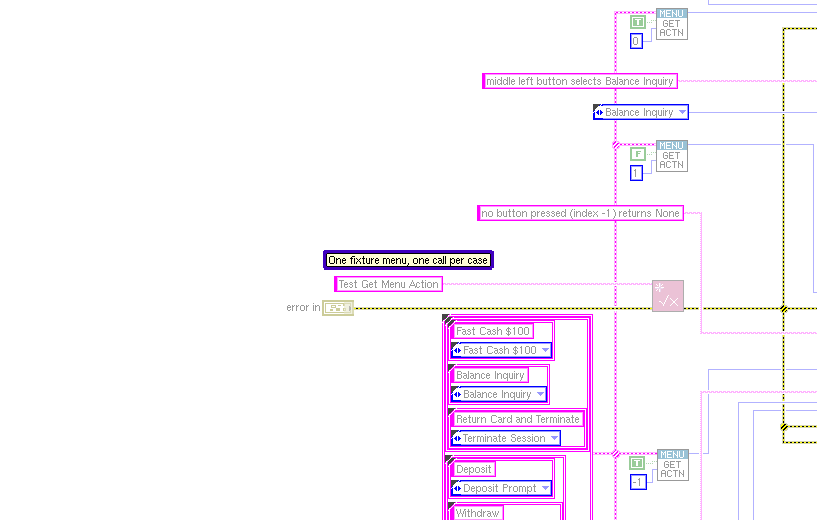 MENU
GET
ACTN
T
0
middle left button selects Balance Inquiry
Balance Inquiry
MENU
GET
ACTN
F
1
no button pressed (index -1) returns None
One fixture menu, one call per case
Test Get Menu Action
error in
Fast Cash $100
Fast Cash $100
Balance Inquiry
Balance Inquiry
Return Card and Terminate
Terminate Session
MENU
GET
ACTN
T
-1
Deposit
Deposit Prompt
Withdraw